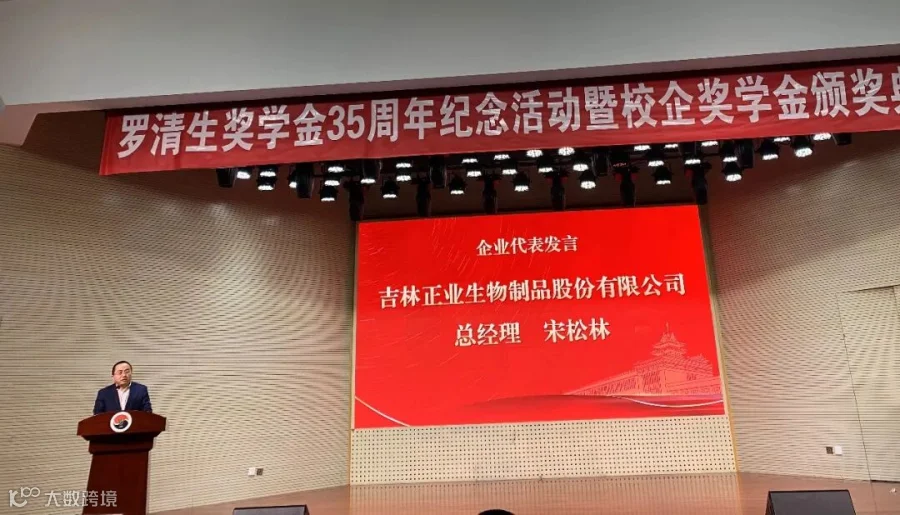 罗清生奖学金35周年纪念活动暨校企奖学金颁奖典
企业代表发言
吉林正业生物制品股份有限公司
总经理 宋松林
大数跨境